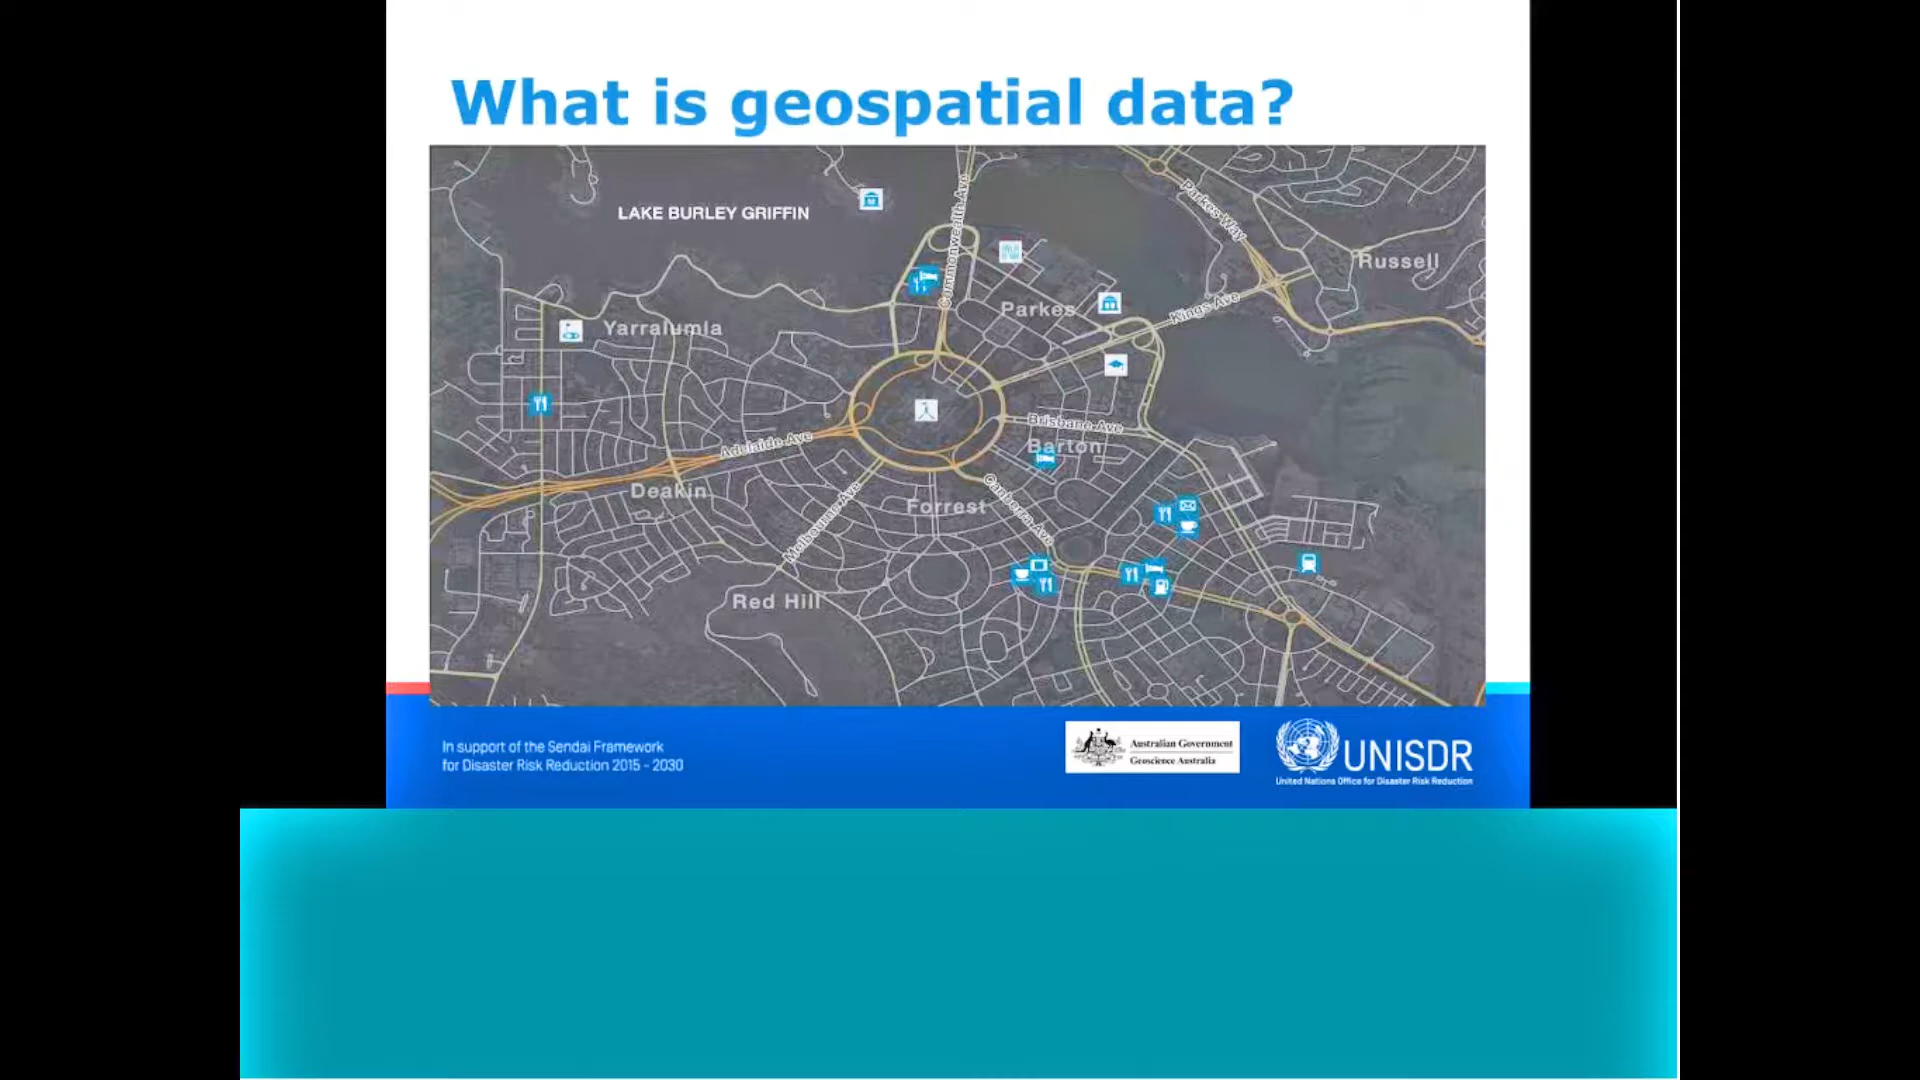 What is geospatial data?
LAKE BURLEY GRIFFIN
Commonwealth Ave
Parkes Way
Russell
Parkes
Kings Ave
Yarralumla
Brisbane Ave
Barton
Adelaide Ave
Deakin
Forrest
Canberra Ave
Melbourne Ave
Red Hill
In support of the Sendai Framework
for Disaster Risk Reduction 2015 - 2030
Australian Government
Geoscience Australia
UNISDR
United Nations Office for Disaster Risk Reduction